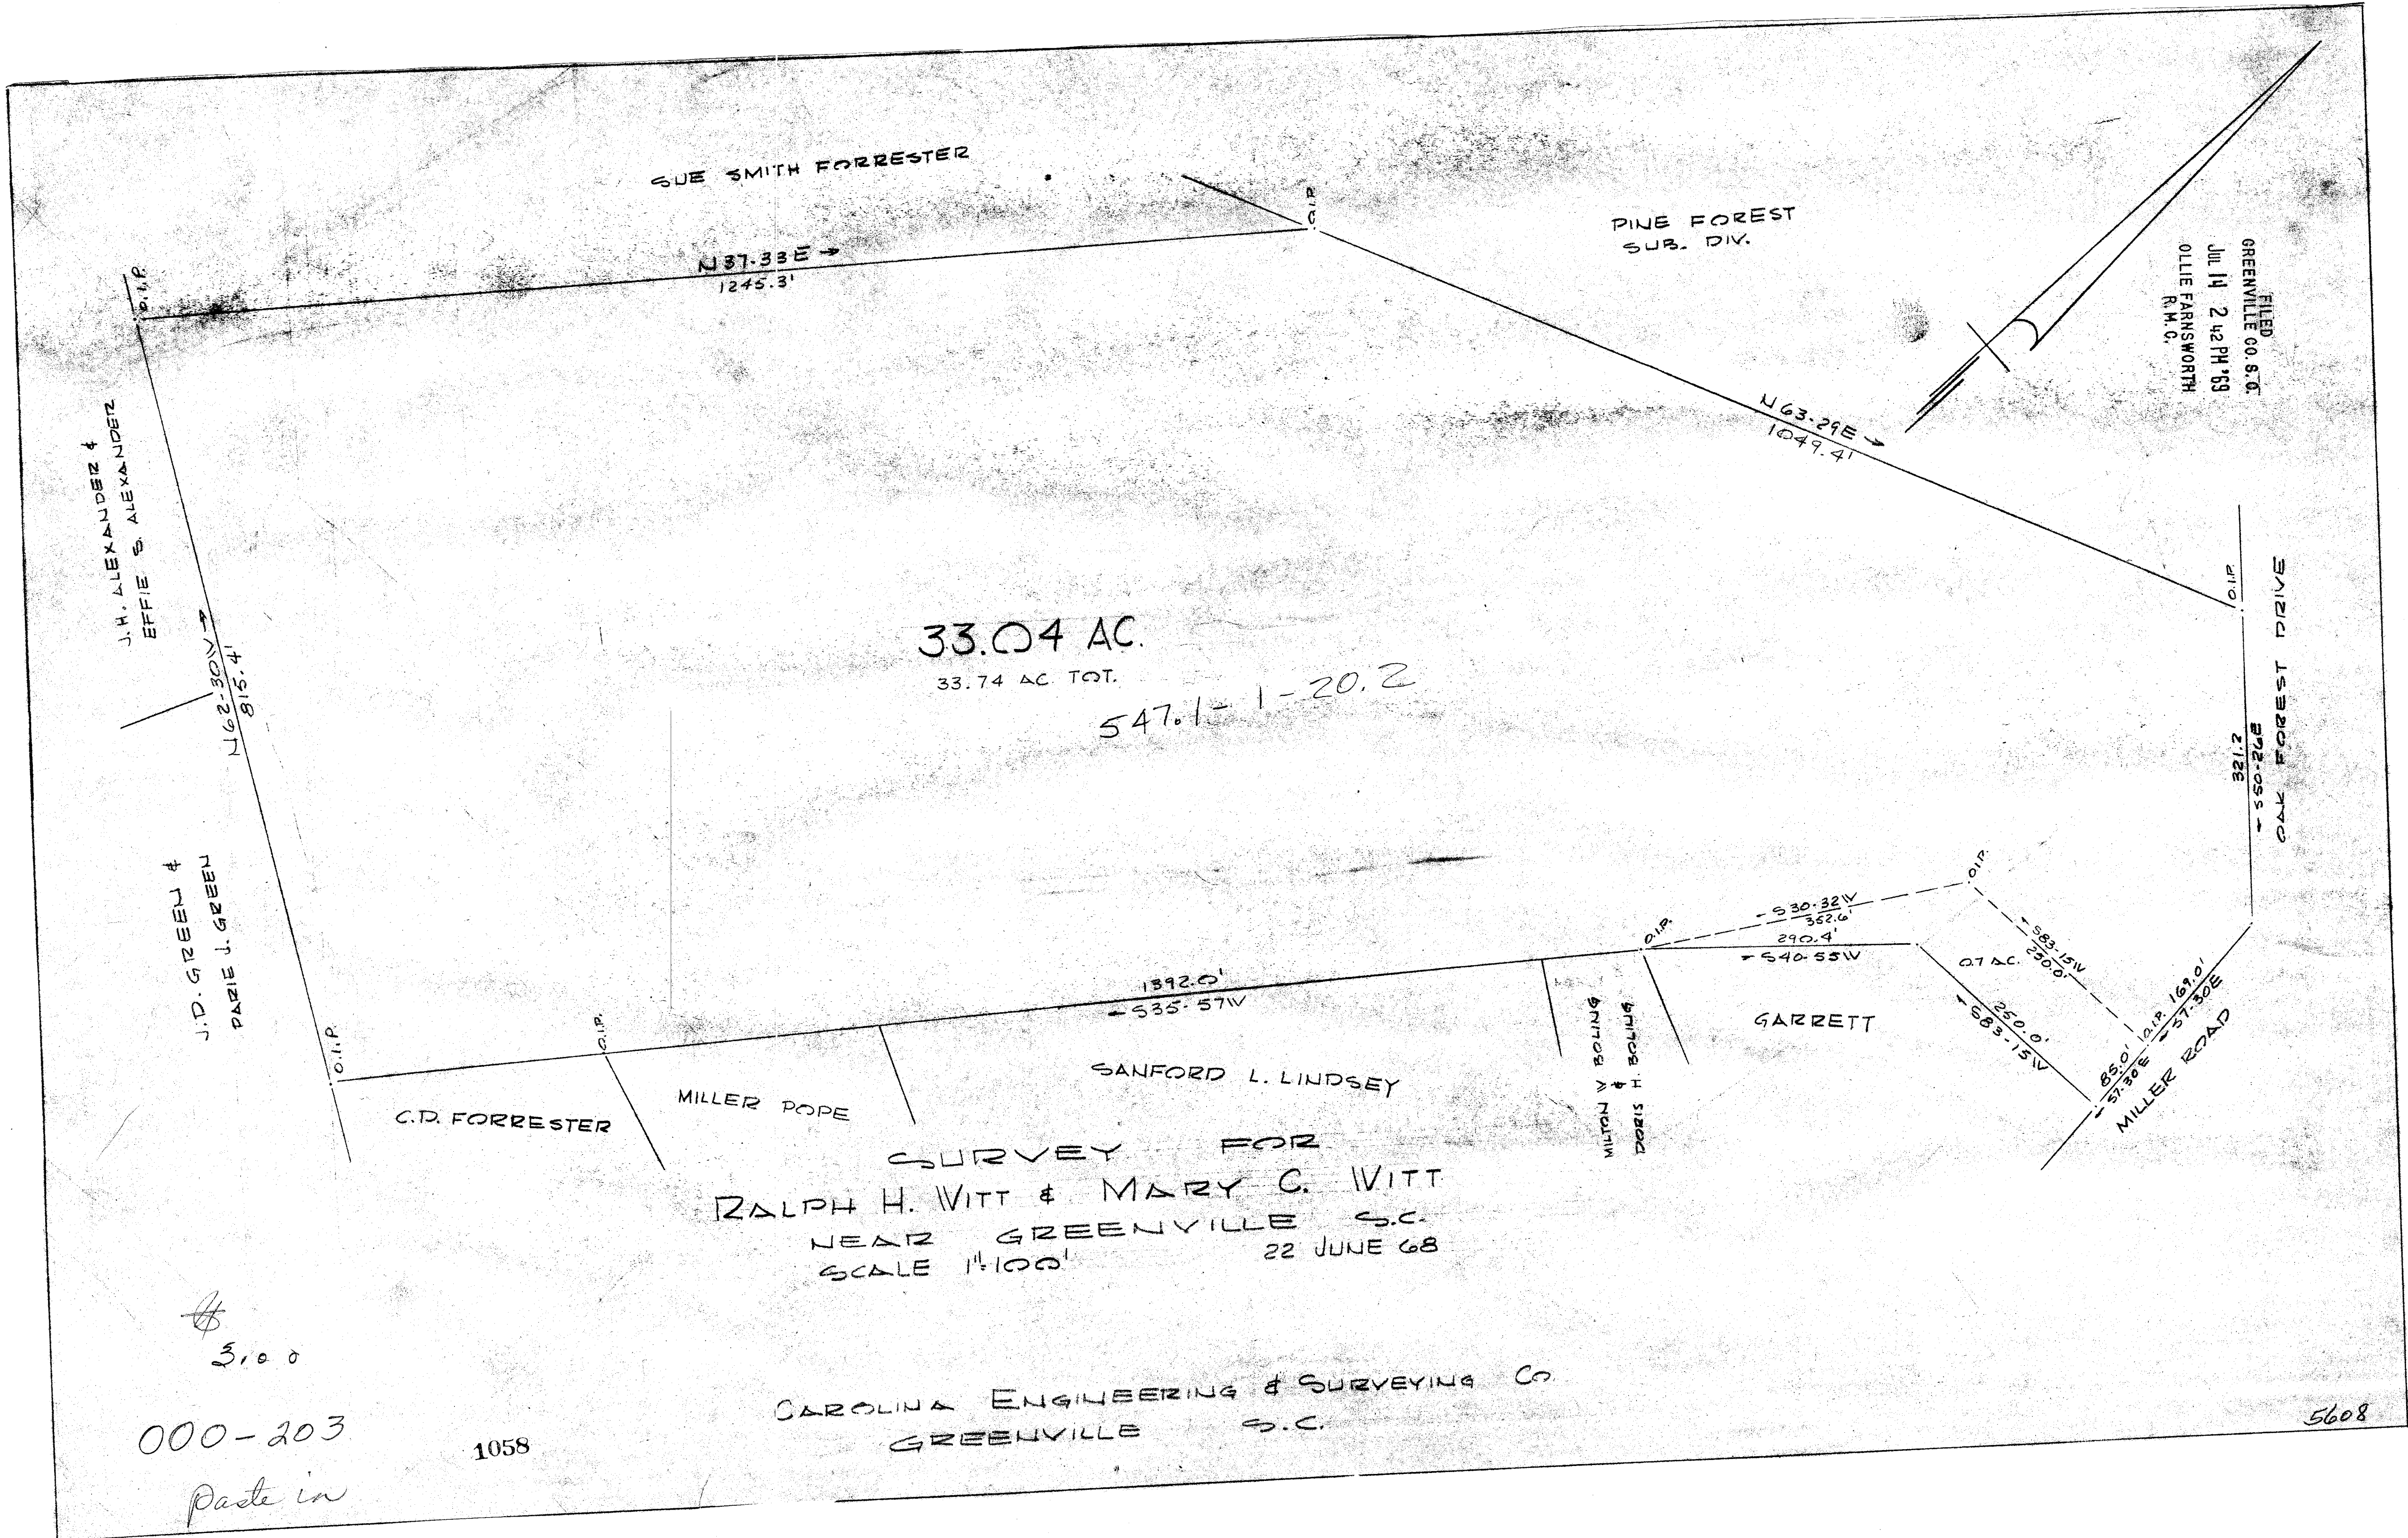 SUE SMITH FORRESTER
O.I.P.
PINE FOREST
SUB. DIV.
FILED
GREENVILLE CO. S.C.
JUL 14 2 42 PM '69
OLLIE FARNSWORTH
R.M.C.
O.I.P.
N37-33E →
1245.3'
N63-29E →
1049.4'
J.H. ALEXANDER &
EFFIE S. ALEXANDER
N62-30W →
815.4'
33.04 AC.
33.74 AC. TOT.
547.1-1-20.2
O.I.P.
321.2
← S50-26E
OAK FOREST DRIVE
J.D. GREEN &
PARIE J. GREEN
O.I.P.
← S30-32W
352.6'
O.I.P.
290.4'
← S40-55W
0.7 AC.
← S83-15W
250.0'
169.0'
← S7-30E
O.I.P.
250.0'
← S83-15W
85.0'
← S7-30E
MILLER ROAD
1392.0'
← S35-57W
O.I.P.
O.I.P.
C.D. FORRESTER
MILLER POPE
SANFORD L. LINDSEY
MILTON W BOLING
&
DORIS H. BOLING
GARRETT
SURVEY FOR
RALPH H. WITT & MARY C. WITT
NEAR GREENVILLE S.C.
SCALE 1"=100' 22 JUNE 68
3.00
000-203
1058
Paste in
CAROLINA ENGINEERING & SURVEYING CO
GREENVILLE S.C.
5608